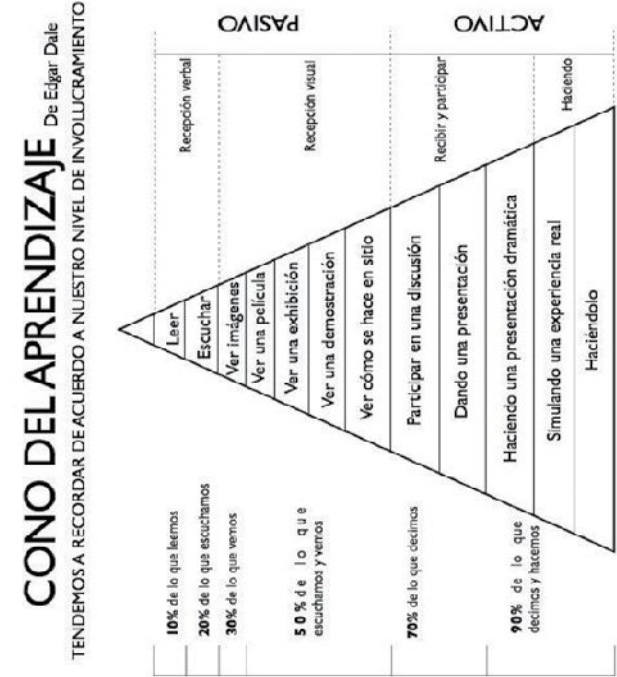 CONO DEL APRENDIZAJE De Edgar Dale
TENDEMOS A RECORDAR DE ACUERDO A NUESTRO NIVEL DE INVOLUCRAMIENTO
10% de lo que leemos
20% de lo que escuchamos
30% de lo que vemos
50% de lo que
escuchamos y vemos
70% de lo que decimos
90% de lo que
decimos y hacemos
Leer
Escuchar
Ver imágenes
Ver una película
Ver una exhibición
Ver una demostración
Ver cómo se hace en sitio
Participar en una discusión
Dando una presentación
Haciendo una presentación dramática
Simulando una experiencia real
Haciéndolo
Recepción verbal
Recepción visual
Recibir y participar
Haciendo
PASIVO
ACTIVO